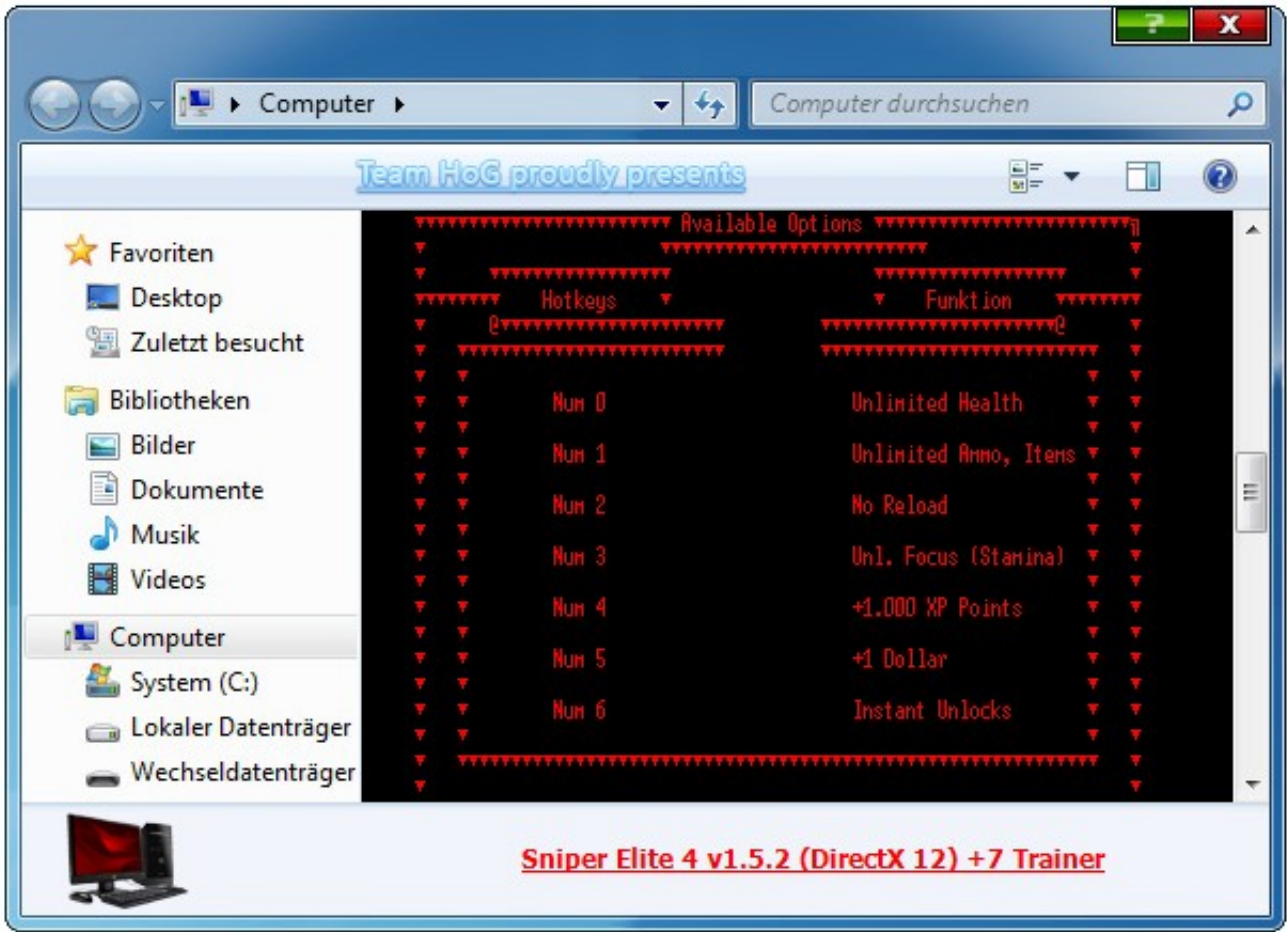 Computer
Computer durchsuchen
Team HoG proudly presents
Favoriten
Desktop
Zuletzt besucht
Bibliotheken
Bilder
Dokumente
Musik
Videos
Computer
System (C:)
Lokaler Datenträger
Wechseldatenträger
Available Options
Hotkeys Funktion
Num 0 Unlimited Health
Num 1 Unlimited Ammo, Items
Num 2 No Reload
Num 3 Unl. Focus (Stamina)
Num 4 +1.000 XP Points
Num 5 +1 Dollar
Num 6 Instant Unlocks
Sniper Elite 4 v1.5.2 (DirectX 12) +7 Trainer